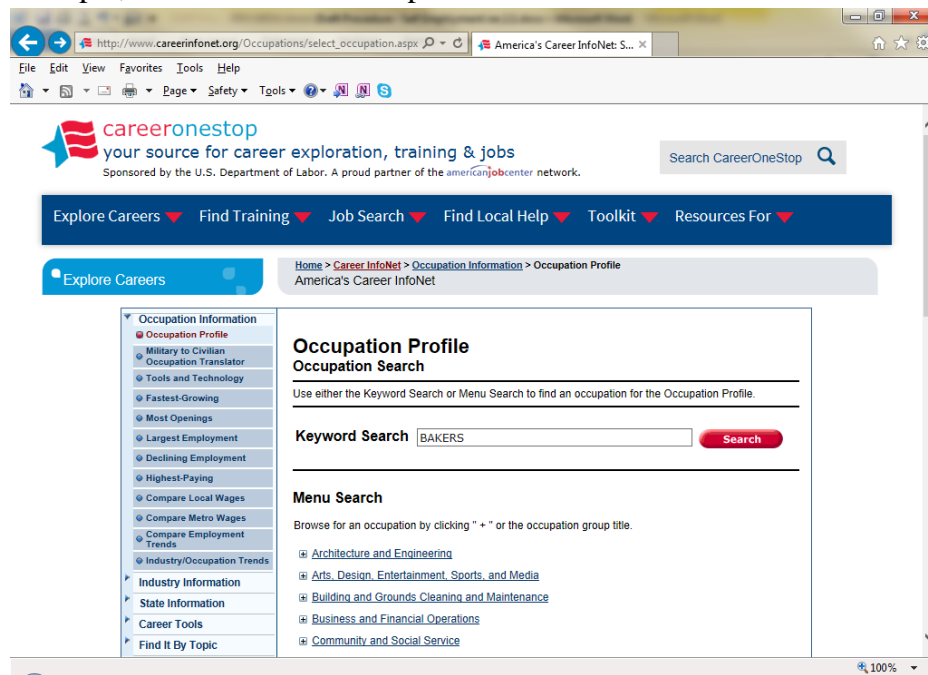 http://www.careerinfonet.org/Occupations/select_occupation.aspx
America's Career InfoNet: S...
File Edit View Favorites Tools Help
Page Safety Tools
careeronestop
your source for career exploration, training & jobs
Sponsored by the U.S. Department of Labor. A proud partner of the americanjobcenter network.
Search CareerOneStop
Explore Careers Find Training Job Search Find Local Help Toolkit Resources For
Explore Careers
Home > Career InfoNet > Occupation Information > Occupation Profile
America's Career InfoNet
Occupation Information
Occupation Profile
Military to Civilian
Occupation Translator
Tools and Technology
Fastest-Growing
Most Openings
Largest Employment
Declining Employment
Highest-Paying
Compare Local Wages
Compare Metro Wages
Compare Employment
Trends
Industry/Occupation Trends
Industry Information
State Information
Career Tools
Find It By Topic
Occupation Profile
Occupation Search
Use either the Keyword Search or Menu Search to find an occupation for the Occupation Profile.
Keyword Search BAKERS Search
Menu Search
Browse for an occupation by clicking " + " or the occupation group title.
Architecture and Engineering
Arts, Design, Entertainment, Sports, and Media
Building and Grounds Cleaning and Maintenance
Business and Financial Operations
Community and Social Service
100%